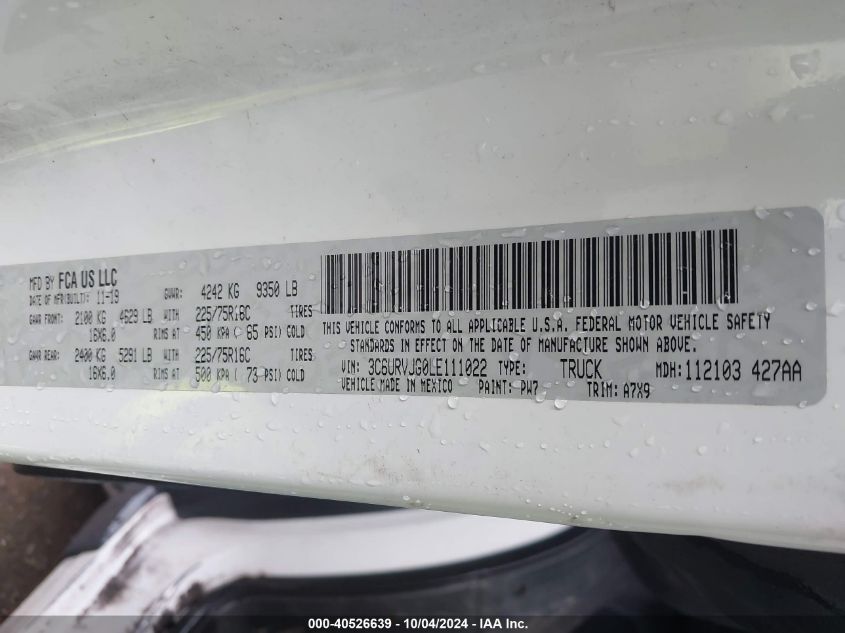 MFD BY FCA US LLC
DATE OF MFR(BUILT): 11-19 GVWR: 4242 KG 9350 LB
GAWR FRONT: 2100 KG 4629 LB WITH 225/75R16C TIRES
16X6.0 RIMS AT 450 KPA ( 65 PSI) COLD
GAWR REAR: 2400 KG 5291 LB WITH 225/75R16C TIRES
16X6.0 RIMS AT 500 KPA ( 73 PSI) COLD
THIS VEHICLE CONFORMS TO ALL APPLICABLE U.S.A. FEDERAL MOTOR VEHICLE SAFETY
STANDARDS IN EFFECT ON THE DATE OF MANUFACTURE SHOWN ABOVE.
VIN: 3C6URVJG0LE111022 TYPE: TRUCK MDH: 112103 427AA
VEHICLE MADE IN MEXICO PAINT: PW7 TRIM: A7X9
000-40526639 - 10/04/2024 - IAA Inc.